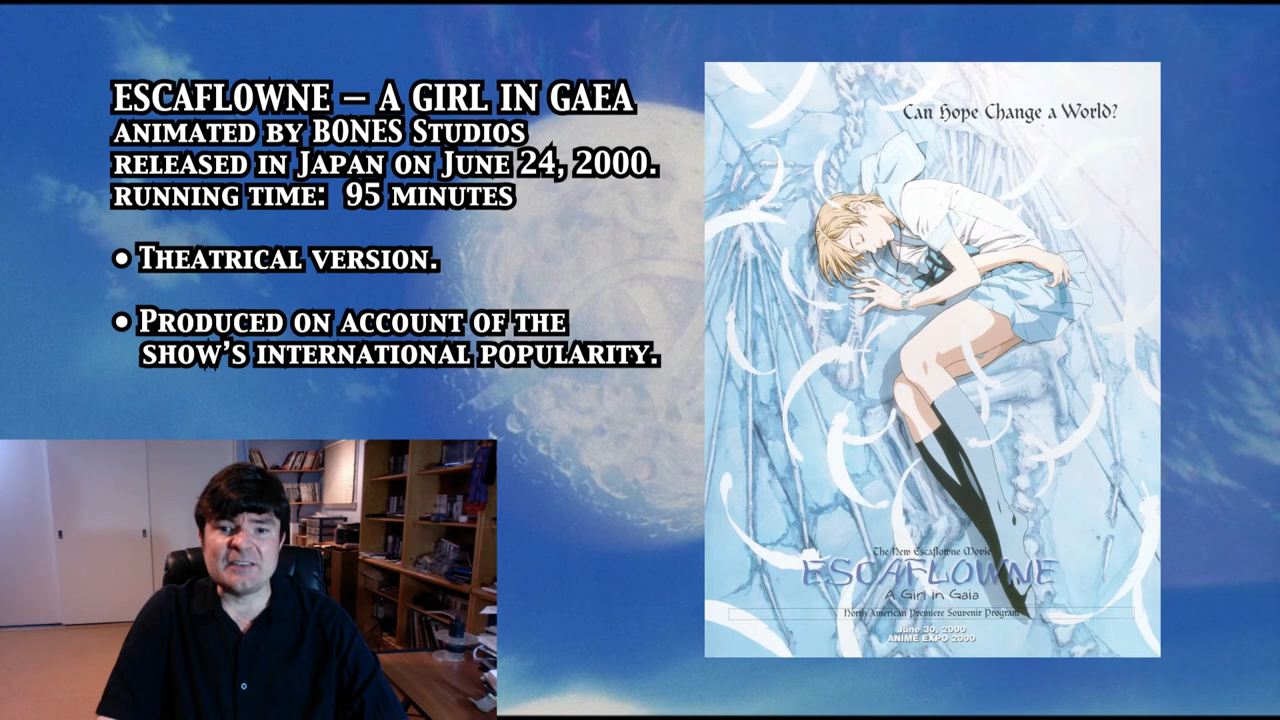 ESCAFLOWNE – A GIRL IN GAEA
ANIMATED BY BONES STUDIOS
RELEASED IN JAPAN ON JUNE 24, 2000.
RUNNING TIME: 95 MINUTES
• THEATRICAL VERSION.
• PRODUCED ON ACCOUNT OF THE
SHOW'S INTERNATIONAL POPULARITY.
Can Hope Change a World?
The New Escaflowne Movie
ESCAFLOWNE
A Girl in Gaia
North American Premiere Souvenir Program
June 30, 2000
ANIME EXPO 2000